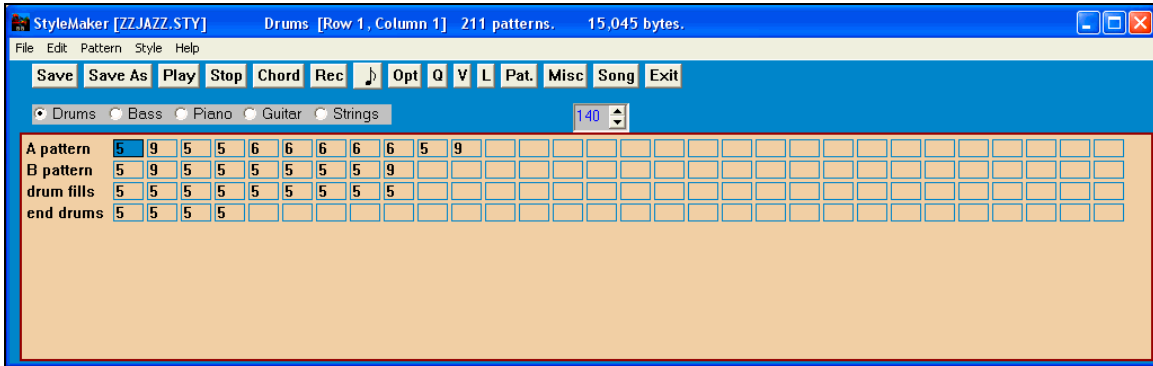 StyleMaker [ZZJAZZ.STY] Drums [Row 1, Column 1] 211 patterns. 15,045 bytes.
File Edit Pattern Style Help
Save Save As Play Stop Chord Rec ♪ Opt Q V L Pat. Misc Song Exit
Drums Bass Piano Guitar Strings 140
A pattern 5 9 5 5 6 6 6 6 6 5 9
B pattern 5 9 5 5 5 5 5 5 9
drum fills 5 5 5 5 5 5 5 5 5
end drums 5 5 5 5